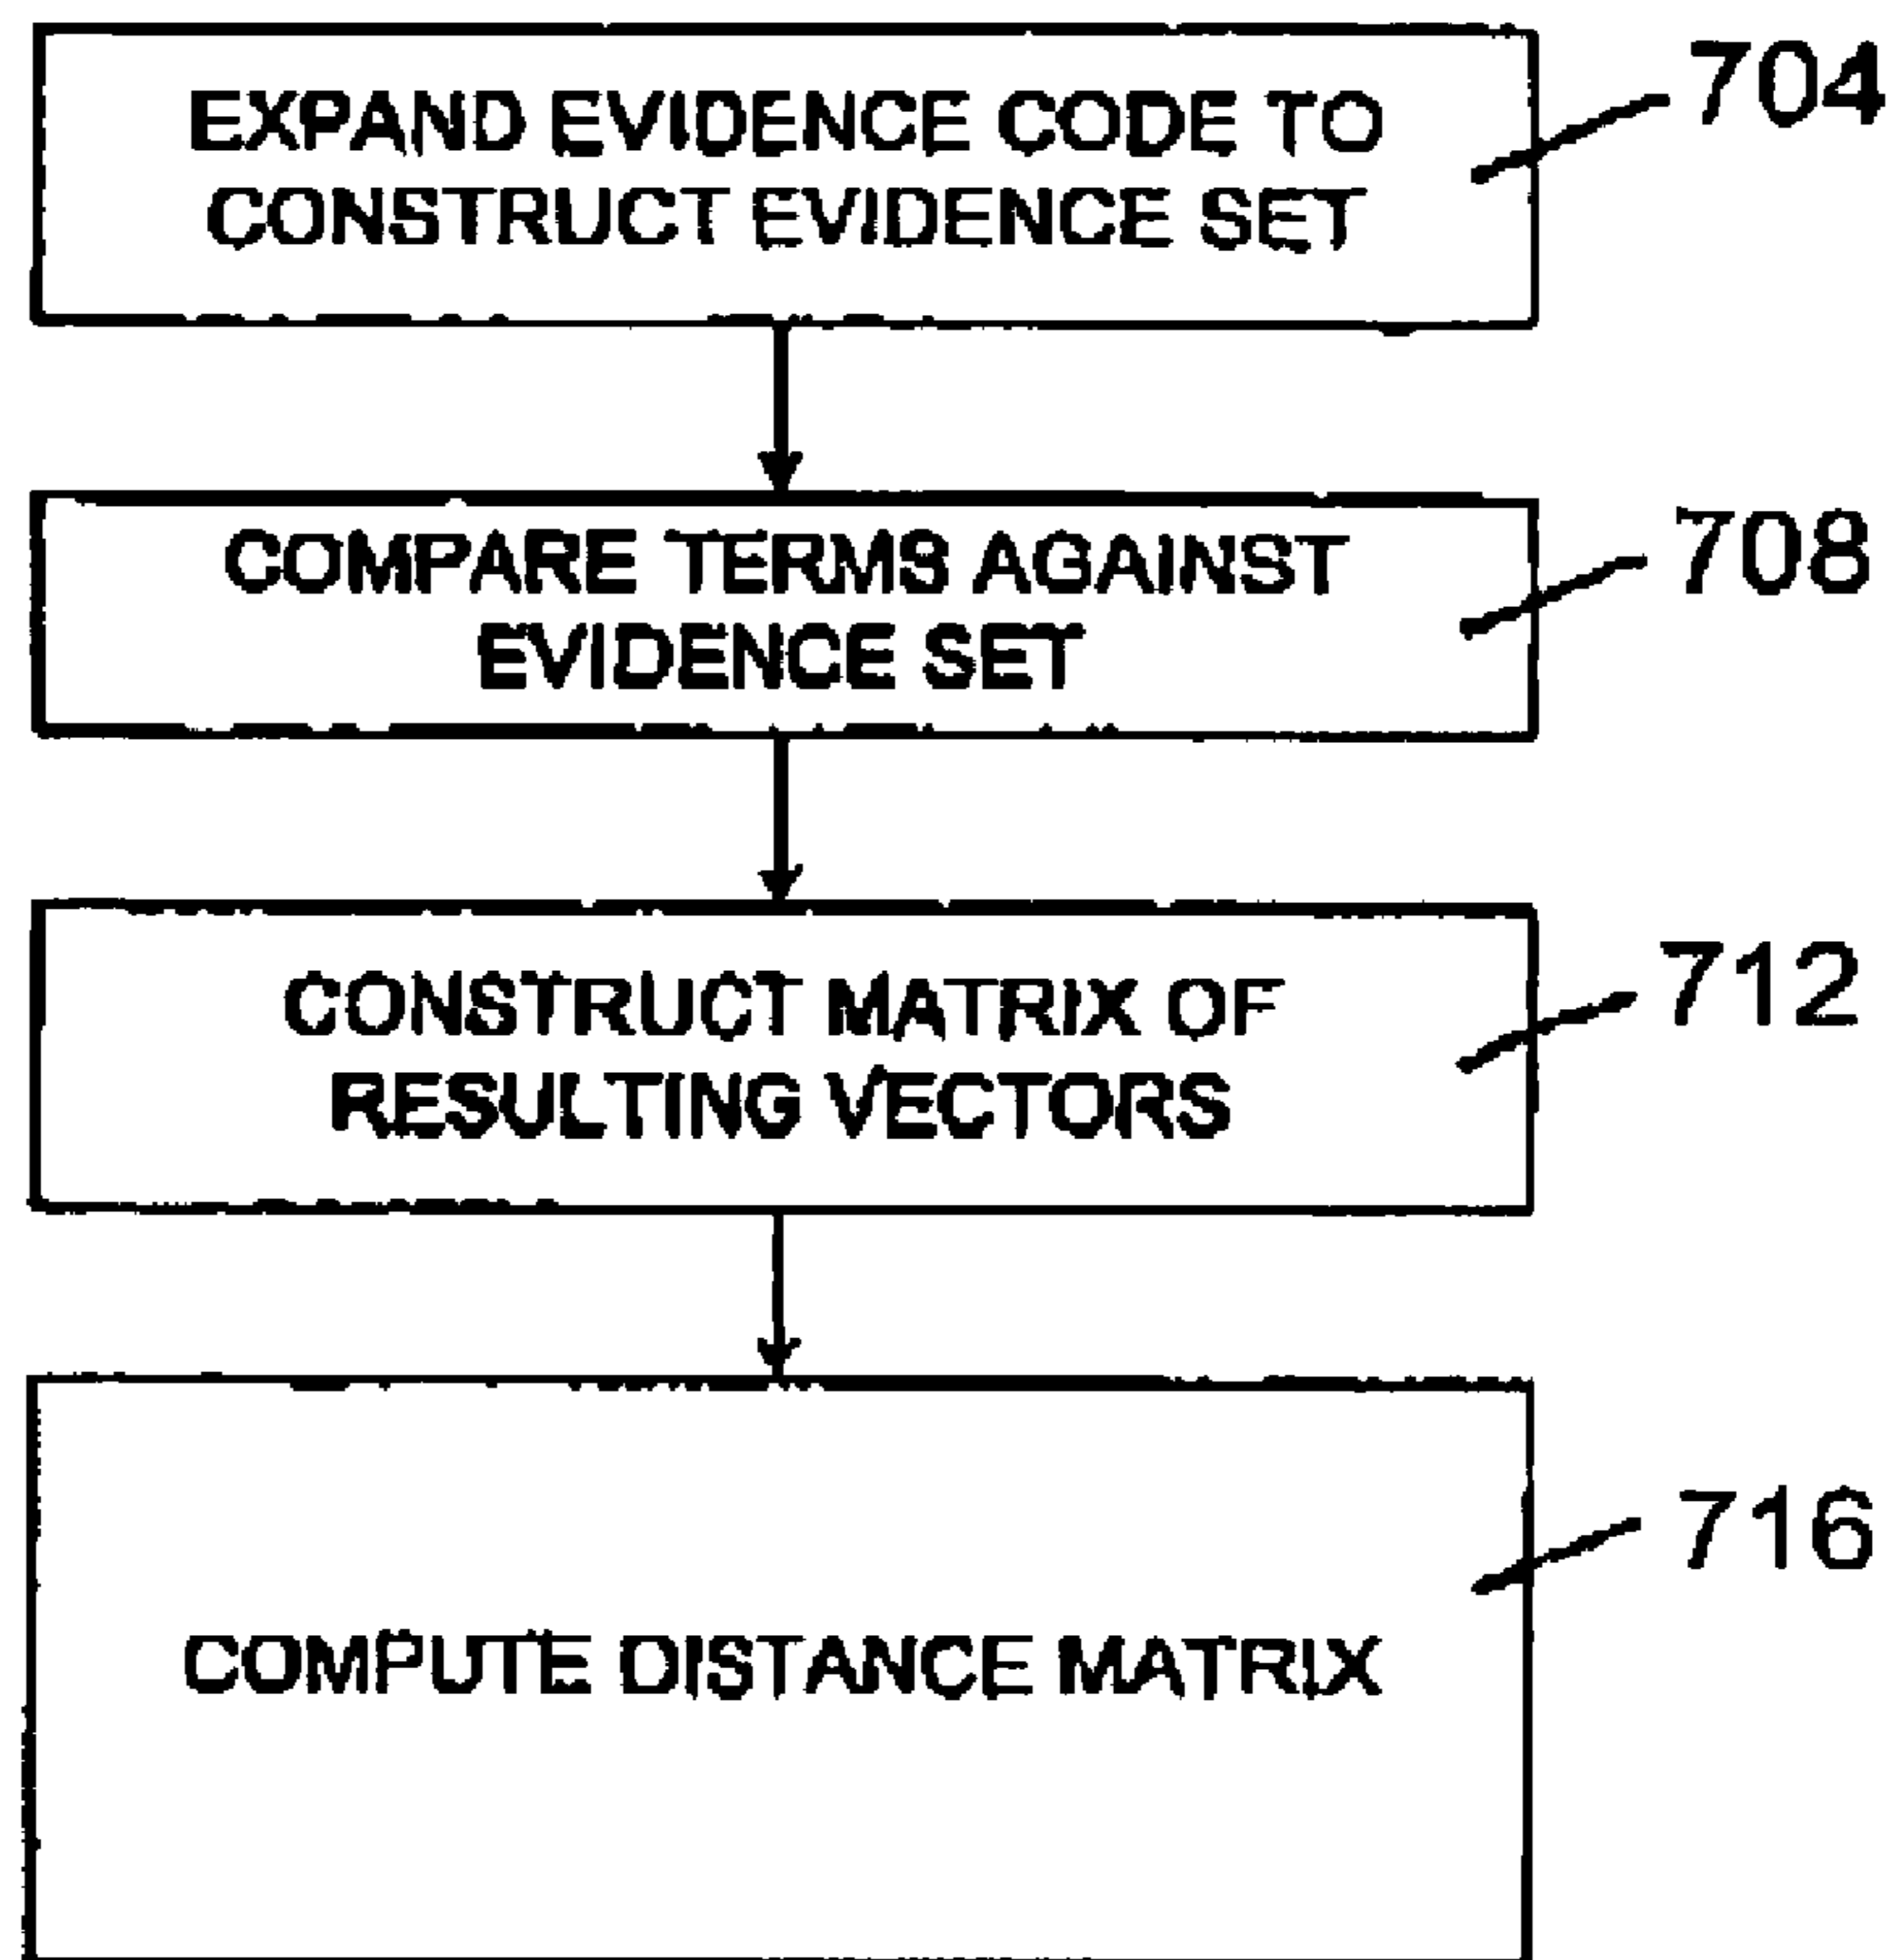 EXPAND EVIDENCE CODE TO
CONSTRUCT EVIDENCE SET
704
COMPARE TERMS AGAINST
EVIDENCE SET
708
CONSTRUCT MATRIX OF
RESULTING VECTORS
712
COMPUTE DISTANCE MATRIX
716